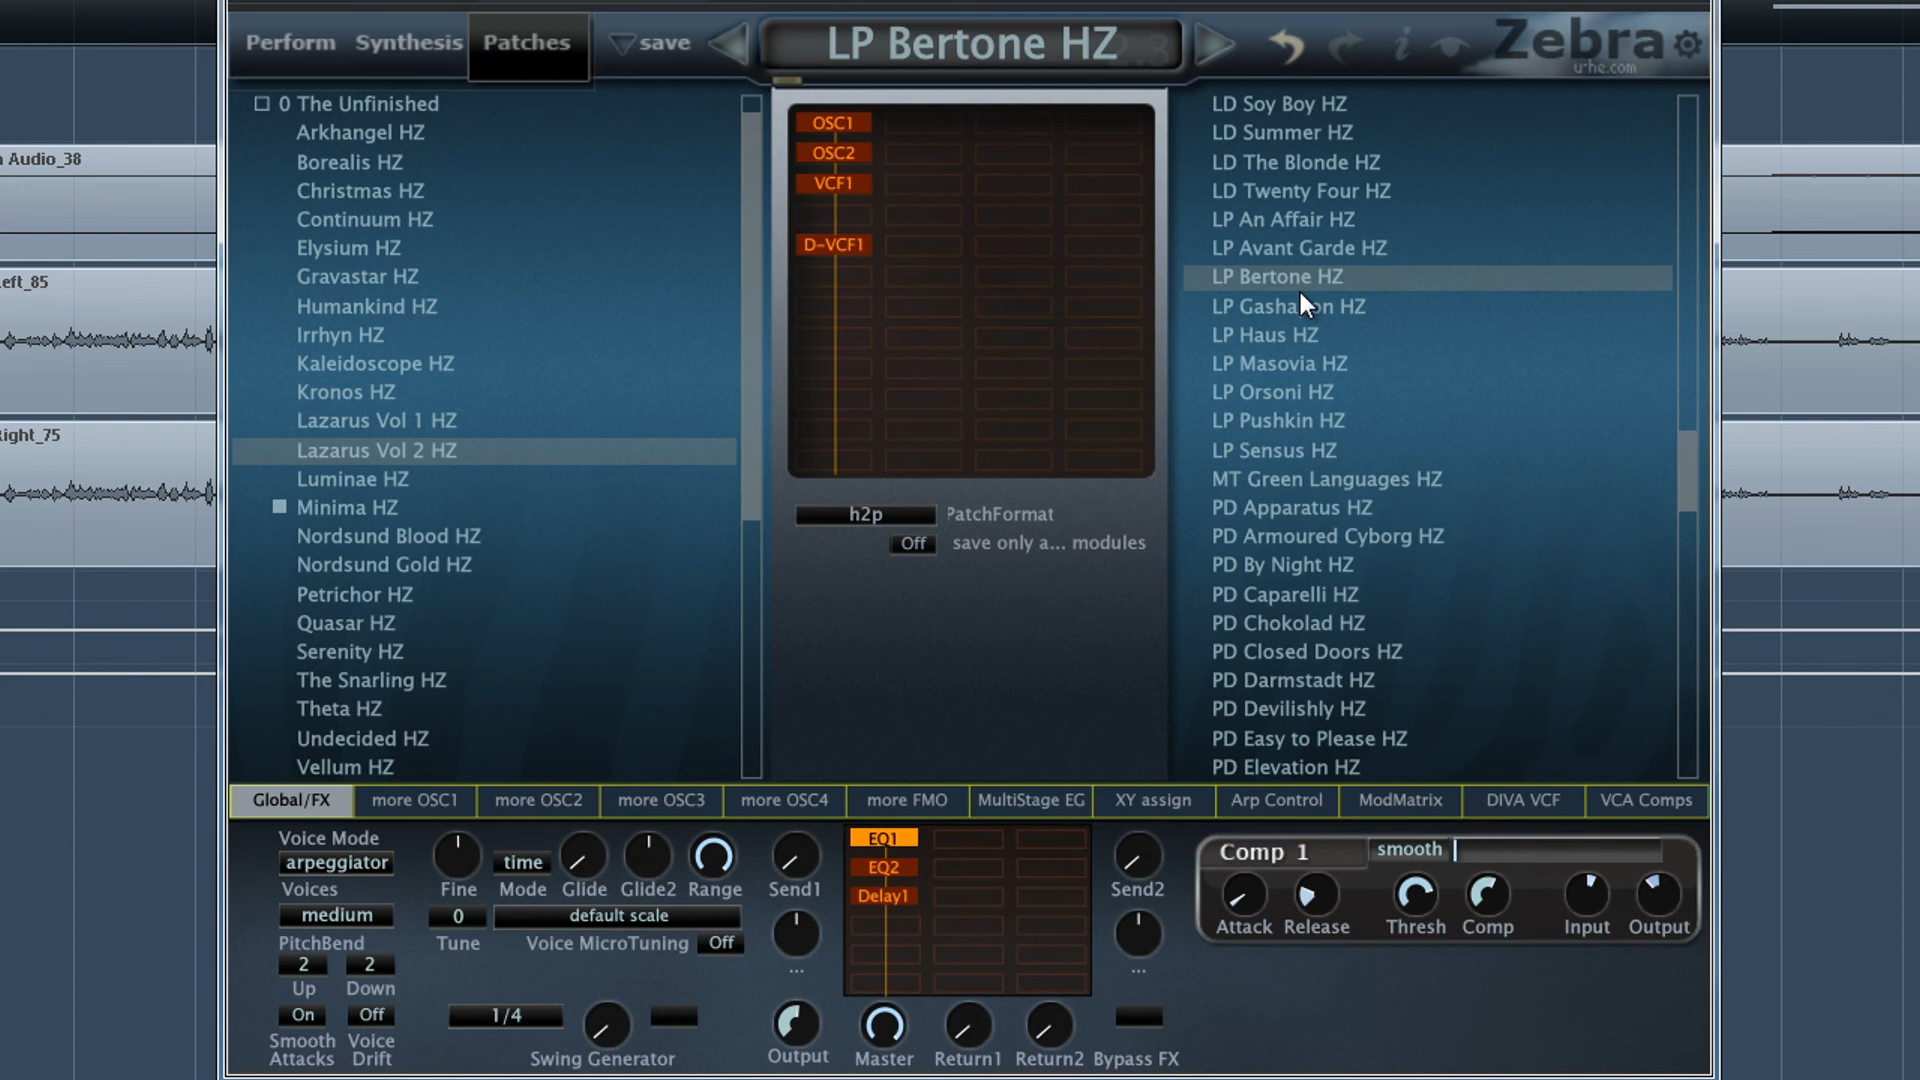 Perform Synthesis Patches save LP Bertone HZ Zebra
u-he.com
0 The Unfinished
Arkhangel HZ
Borealis HZ
Christmas HZ
Continuum HZ
Elysium HZ
Gravastar HZ
Humankind HZ
Irrhyn HZ
Kaleidoscope HZ
Kronos HZ
Lazarus Vol 1 HZ
Lazarus Vol 2 HZ
Luminae HZ
Minima HZ
Nordsund Blood HZ
Nordsund Gold HZ
Petrichor HZ
Quasar HZ
Serenity HZ
The Snarling HZ
Theta HZ
Undecided HZ
Vellum HZ
OSC1
OSC2
VCF1
D-VCF1
h2p PatchFormat
Off save only a... modules
LD Soy Boy HZ
LD Summer HZ
LD The Blonde HZ
LD Twenty Four HZ
LP An Affair HZ
LP Avant Garde HZ
LP Bertone HZ
LP HZ
LP Haus HZ
LP Masovia HZ
LP Orsoni HZ
LP Pushkin HZ
LP Sensus HZ
MT Green Languages HZ
PD Apparatus HZ
PD Armoured Cyborg HZ
PD By Night HZ
PD Caparelli HZ
PD Chokolad HZ
PD Closed Doors HZ
PD Darmstadt HZ
PD Devilishly HZ
PD Easy to Please HZ
PD Elevation HZ
Audio_38
Left_85
Right_75
Global/FX more OSC1 more OSC2 more OSC3 more OSC4 more FMO MultiStage EG XY assign Arp Control ModMatrix DIVA VCF VCA Comps
Voice Mode
arpeggiator
Voices
medium
PitchBend
2 2
Up Down
On Off
Smooth Voice
Attacks Drift
time
Fine Mode Glide Glide2 Range
0 default scale
Tune Voice MicroTuning Off
1/4
Swing Generator
Send1
...
Output
EQ1
EQ2
Delay1
Master Return1 Return2 Bypass FX
Send2
...
Comp 1 smooth
Attack Release Thresh Comp Input Output